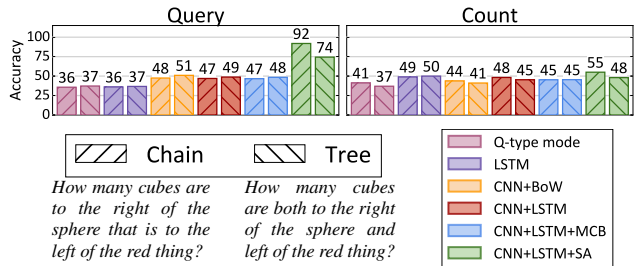 Query
Count
Accuracy
100
75
50
25
0
36 37 36 37 48 51 47 49 47 48 92 74
41 37 49 50 44 41 48 45 45 45 55 48
Chain
Tree
How many cubes are
to the right of the
sphere that is to the
left of the red thing?
How many cubes
are both to the right
of the sphere and
left of the red thing?
Q-type mode
LSTM
CNN+BoW
CNN+LSTM
CNN+LSTM+MCB
CNN+LSTM+SA